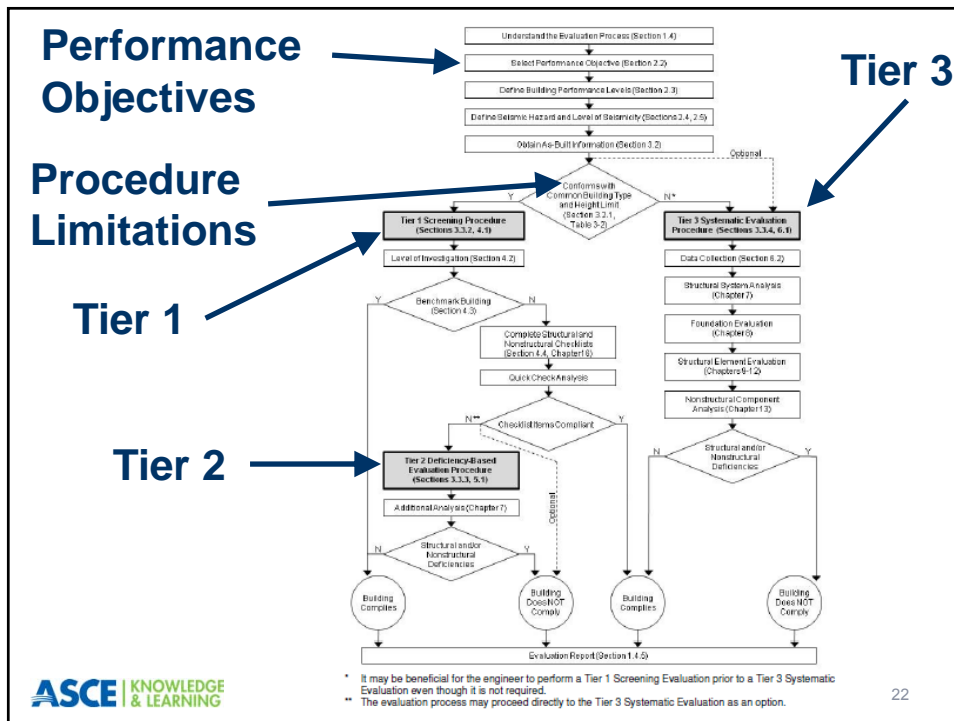 Performance
Objectives
Procedure
Limitations
Tier 1
Tier 2
Tier 3
Understand the Evaluation Process (Section 1.4)
Select Performance Objective (Section 2.2)
Define Building Performance Levels (Section 2.3)
Define Seismic Hazard and Level of Seismicity (Sections 2.4, 2.5)
Obtain As-Built Information (Section 3.2)
Optional
Conforms with
Common Building Type
and Height Limit
(Section 3.2.1,
Table 3-2)
Y
N*
Tier 1 Screening Procedure
(Sections 3.3.2, 4.1)
Level of Investigation (Section 4.2)
Y
Benchmark Building
(Section 4.3)
N
Complete Structural and
Nonstructural Checklists
(Section 4.4, Chapter 16)
Quick Check Analysis
N**
Checklist Items Compliant
Y
Tier 2 Deficiency-Based
Evaluation Procedure
(Sections 3.3.3, 5.1)
Additional Analysis (Chapter 7)
Optional
N
Structural and/or
Nonstructural
Deficiencies
Y
Tier 3 Systematic Evaluation
Procedure (Sections 3.3.4, 6.1)
Data Collection (Section 6.2)
Structural System Analysis
(Chapter 7)
Foundation Evaluation
(Chapter 8)
Structural Element Evaluation
(Chapters 9-12)
Nonstructural Component
Analysis (Chapter 13)
N
Structural and/or
Nonstructural
Deficiencies
Y
Building
Complies
Building
Does NOT
Comply
Building
Complies
Building
Does NOT
Comply
Evaluation Report (Section 1.4.5)
* It may be beneficial for the engineer to perform a Tier 1 Screening Evaluation prior to a Tier 3 Systematic
Evaluation even though it is not required.
** The evaluation process may proceed directly to the Tier 3 Systematic Evaluation as an option.
ASCE KNOWLEDGE
& LEARNING
22